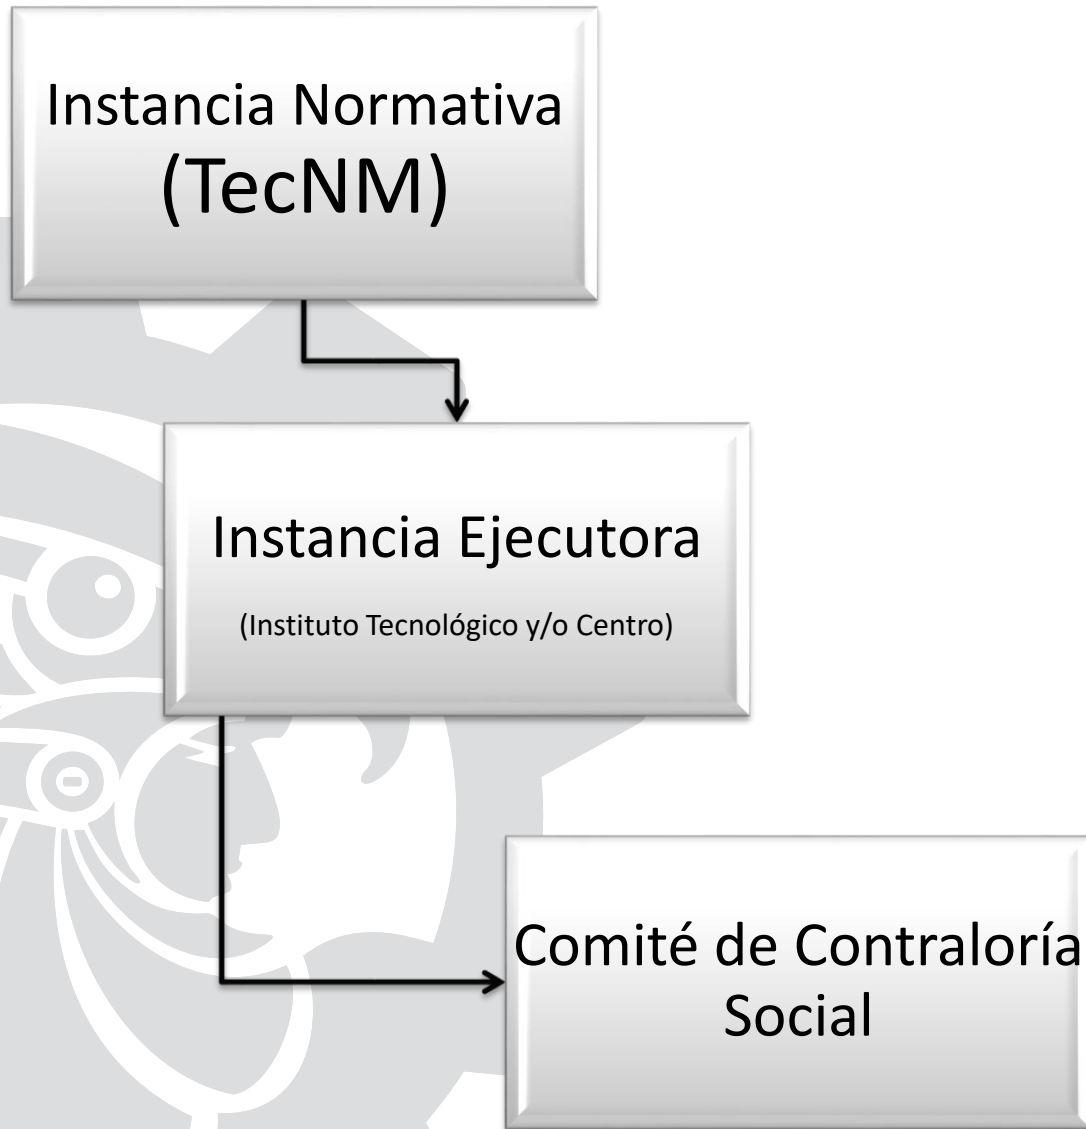 Instancia Normativa
(TecNM)
Instancia Ejecutora
(Instituto Tecnológico y/o Centro)
Comité de Contraloría
Social